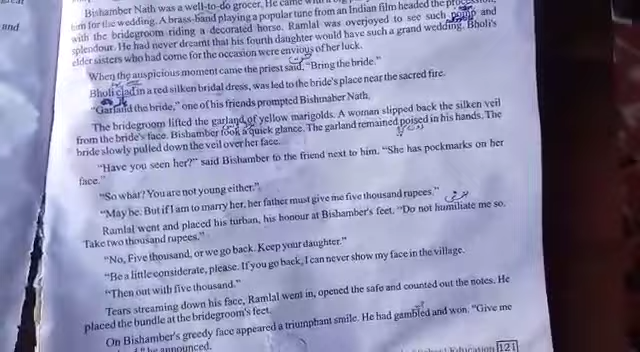 Bishamber Nath was a well-to-do grocer. He came with a big
him for the wedding. A brass-band playing a popular tune from an Indian film headed the procession,
with the bridegroom riding a decorated horse. Ramlal was overjoyed to see such pomp and
splendour. He had never dreamt that his fourth daughter would have such a grand wedding. Bholi's
elder sisters who had come for the occasion were envious of her luck.
When the auspicious moment came the priest said, "Bring the bride."
Bholi clad in a red silken bridal dress, was led to the bride's place near the sacred fire.
"Garland the bride," one of his friends prompted Bishmaber Nath.
The bridegroom lifted the garland of yellow marigolds. A woman slipped back the silken veil
from the bride's face. Bishamber took a quick glance. The garland remained poised in his hands. The
bride slowly pulled down the veil over her face.
"Have you seen her?" said Bishamber to the friend next to him. "She has pockmarks on her
face."
"So what? You are not young either."
"May be. But if I am to marry her, her father must give me five thousand rupees."
Ramlal went and placed his turban, his honour at Bishamber's feet. "Do not humiliate me so.
Take two thousand rupees."
"No, Five thousand, or we go back. Keep your daughter."
"Be a little considerate, please. If you go back, I can never show my face in the village.
"Then out with five thousand."
Tears streaming down his face, Ramlal went in, opened the safe and counted out the notes. He
placed the bundle at the bridegroom's feet.
On Bishamber's greedy face appeared a triumphant smile. He had gambled and won. "Give me
he announced.
Education 121
and